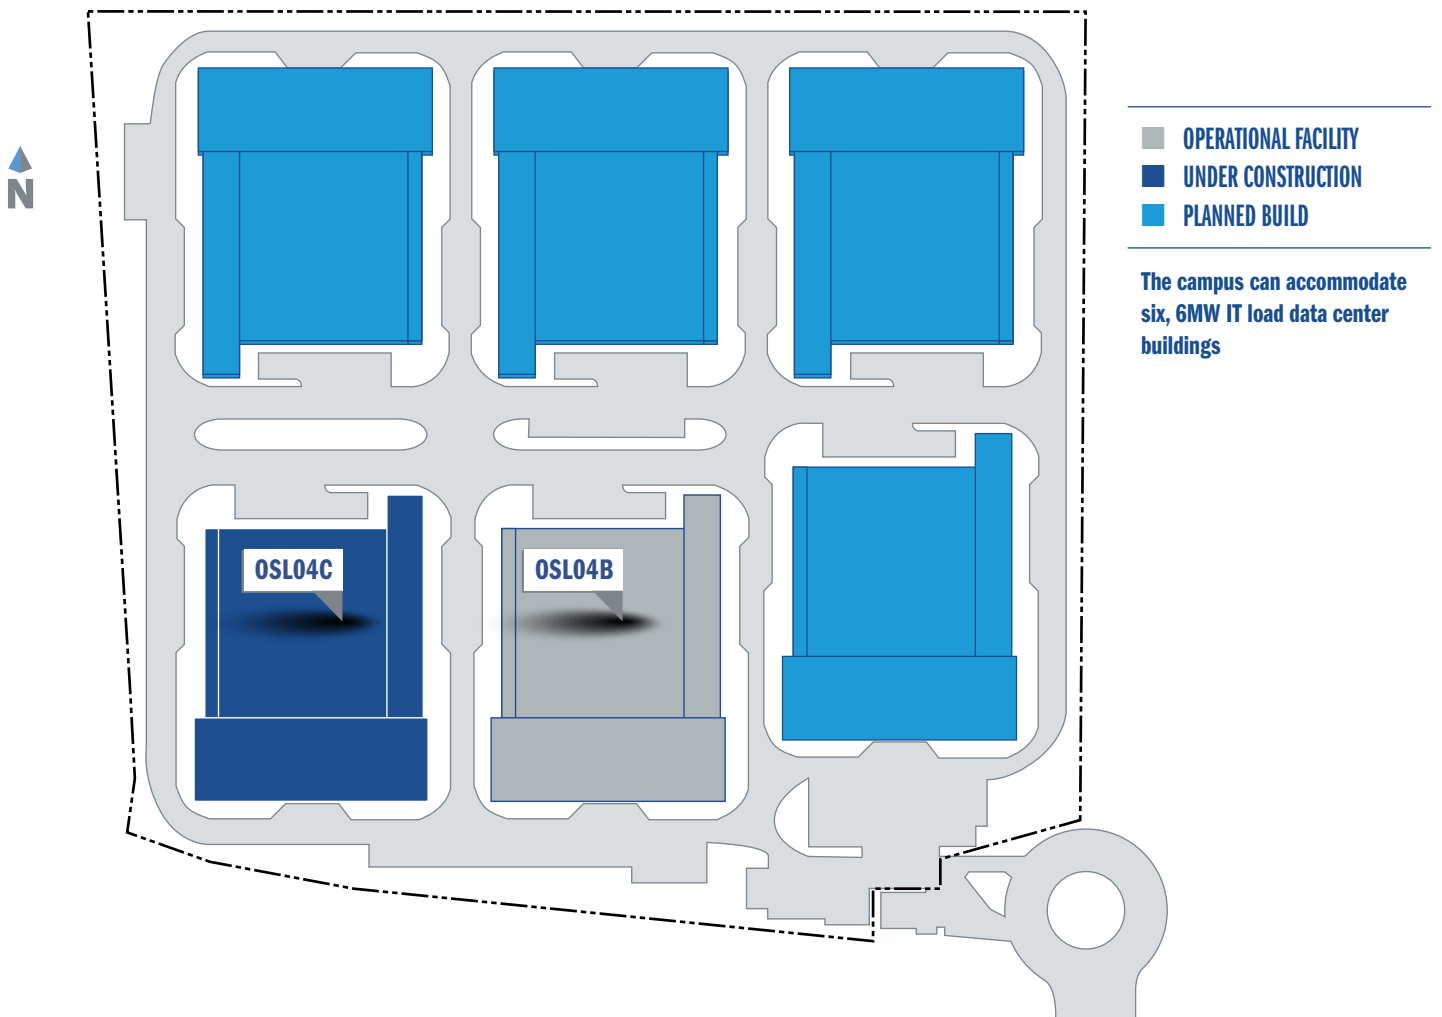 N
OPERATIONAL FACILITY
UNDER CONSTRUCTION
PLANNED BUILD
The campus can accommodate
six, 6MW IT load data center
buildings
OSL04C
OSL04B